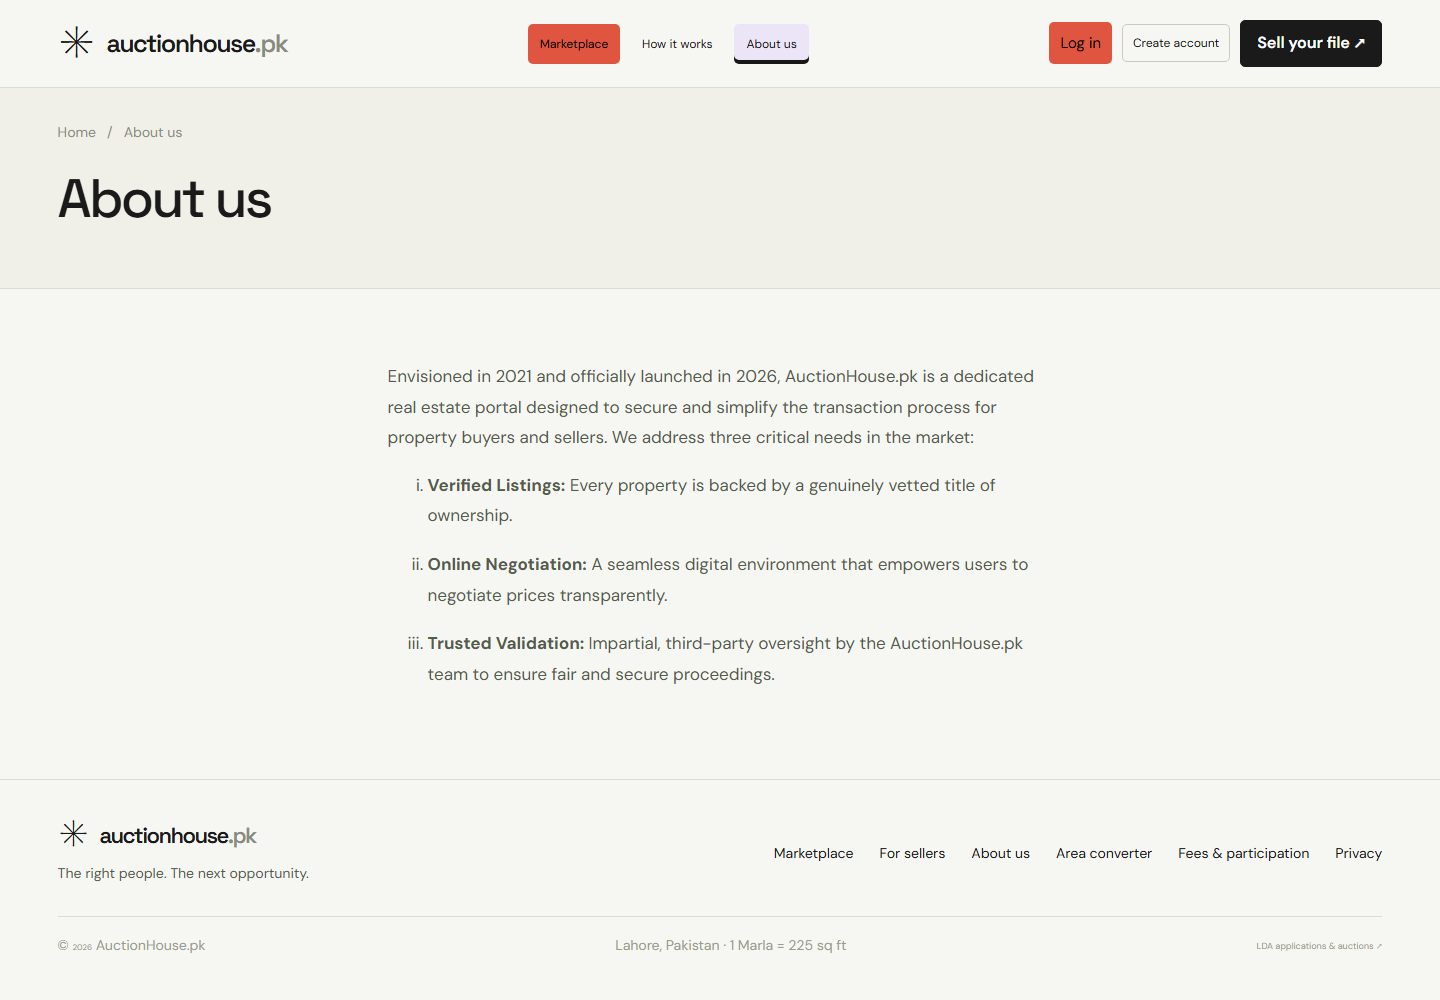 auctionhouse.pk
Marketplace
How it works
About us
Log in
Create account
Sell your file ↗
Home / About us
About us
Envisioned in 2021 and officially launched in 2026, AuctionHouse.pk is a dedicated
real estate portal designed to secure and simplify the transaction process for
property buyers and sellers. We address three critical needs in the market:
i. Verified Listings: Every property is backed by a genuinely vetted title of
ownership.
ii. Online Negotiation: A seamless digital environment that empowers users to
negotiate prices transparently.
iii. Trusted Validation: Impartial, third-party oversight by the AuctionHouse.pk
team to ensure fair and secure proceedings.
auctionhouse.pk
The right people. The next opportunity.
Marketplace
For sellers
About us
Area converter
Fees & participation
Privacy
© 2026 AuctionHouse.pk
Lahore, Pakistan · 1 Marla = 225 sq ft
LDA applications & auctions ↗